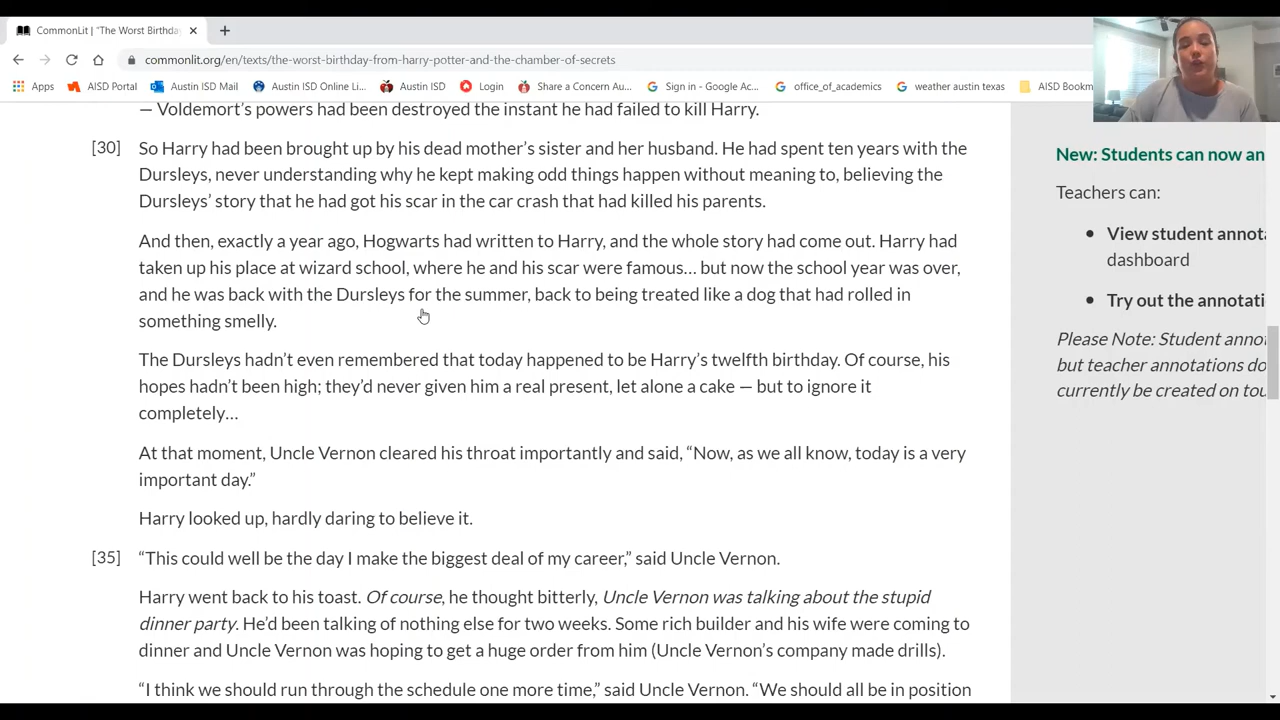 CommonLit | "The Worst Birthda
commonlit.org/en/texts/the-worst-birthday-from-harry-potter-and-the-chamber-of-secrets
Apps AISD Portal Austin ISD Mail Austin ISD Online Li... Austin ISD Login Share a Concern Au... Sign in - Google Ac... office_of_academics weather austin texas AISD Bookm
— Voldemort's powers had been destroyed the instant he had failed to kill Harry.
[30] So Harry had been brought up by his dead mother's sister and her husband. He had spent ten years with the
Dursleys, never understanding why he kept making odd things happen without meaning to, believing the
Dursleys' story that he had got his scar in the car crash that had killed his parents.
And then, exactly a year ago, Hogwarts had written to Harry, and the whole story had come out. Harry had
taken up his place at wizard school, where he and his scar were famous... but now the school year was over,
and he was back with the Dursleys for the summer, back to being treated like a dog that had rolled in
something smelly.
The Dursleys hadn't even remembered that today happened to be Harry's twelfth birthday. Of course, his
hopes hadn't been high; they'd never given him a real present, let alone a cake — but to ignore it
completely...
At that moment, Uncle Vernon cleared his throat importantly and said, “Now, as we all know, today is a very
important day.”
Harry looked up, hardly daring to believe it.
[35] “This could well be the day I make the biggest deal of my career,” said Uncle Vernon.
Harry went back to his toast. Of course, he thought bitterly, Uncle Vernon was talking about the stupid
dinner party. He'd been talking of nothing else for two weeks. Some rich builder and his wife were coming to
dinner and Uncle Vernon was hoping to get a huge order from him (Uncle Vernon's company made drills).
“I think we should run through the schedule one more time,” said Uncle Vernon. “We should all be in position
New: Students can now an
Teachers can:
• View student annota
dashboard
• Try out the annotati
Please Note: Student annot
but teacher annotations do
currently be created on tou